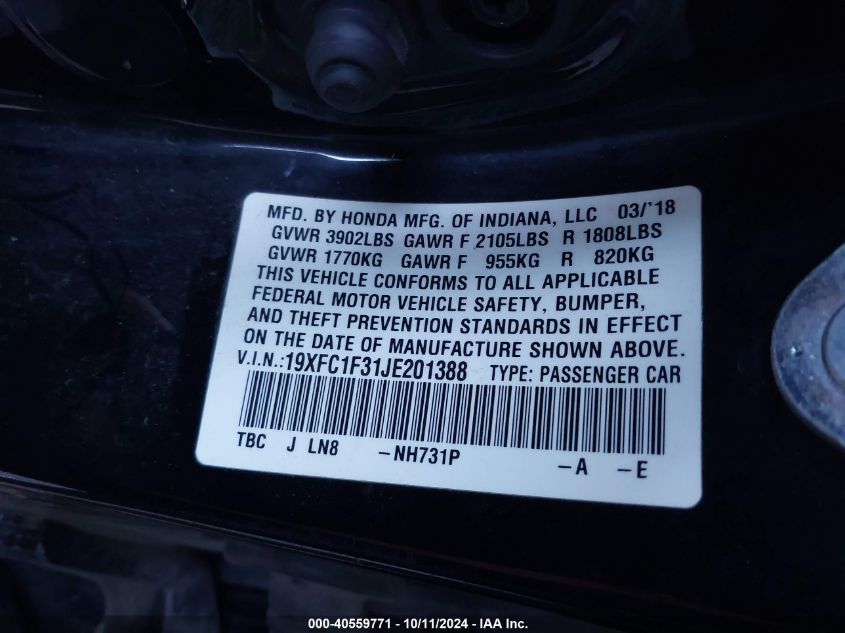 MFD. BY HONDA MFG. OF INDIANA, LLC 03/'18
GVWR 3902LBS GAWR F 2105LBS R 1808LBS
GVWR 1770KG GAWR F 955KG R 820KG
THIS VEHICLE CONFORMS TO ALL APPLICABLE
FEDERAL MOTOR VEHICLE SAFETY, BUMPER,
AND THEFT PREVENTION STANDARDS IN EFFECT
ON THE DATE OF MANUFACTURE SHOWN ABOVE.
V.I.N.:19XFC1F31JE201388 TYPE: PASSENGER CAR
TBC J LN8 -NH731P -A -E
000-40559771 - 10/11/2024 - IAA Inc.